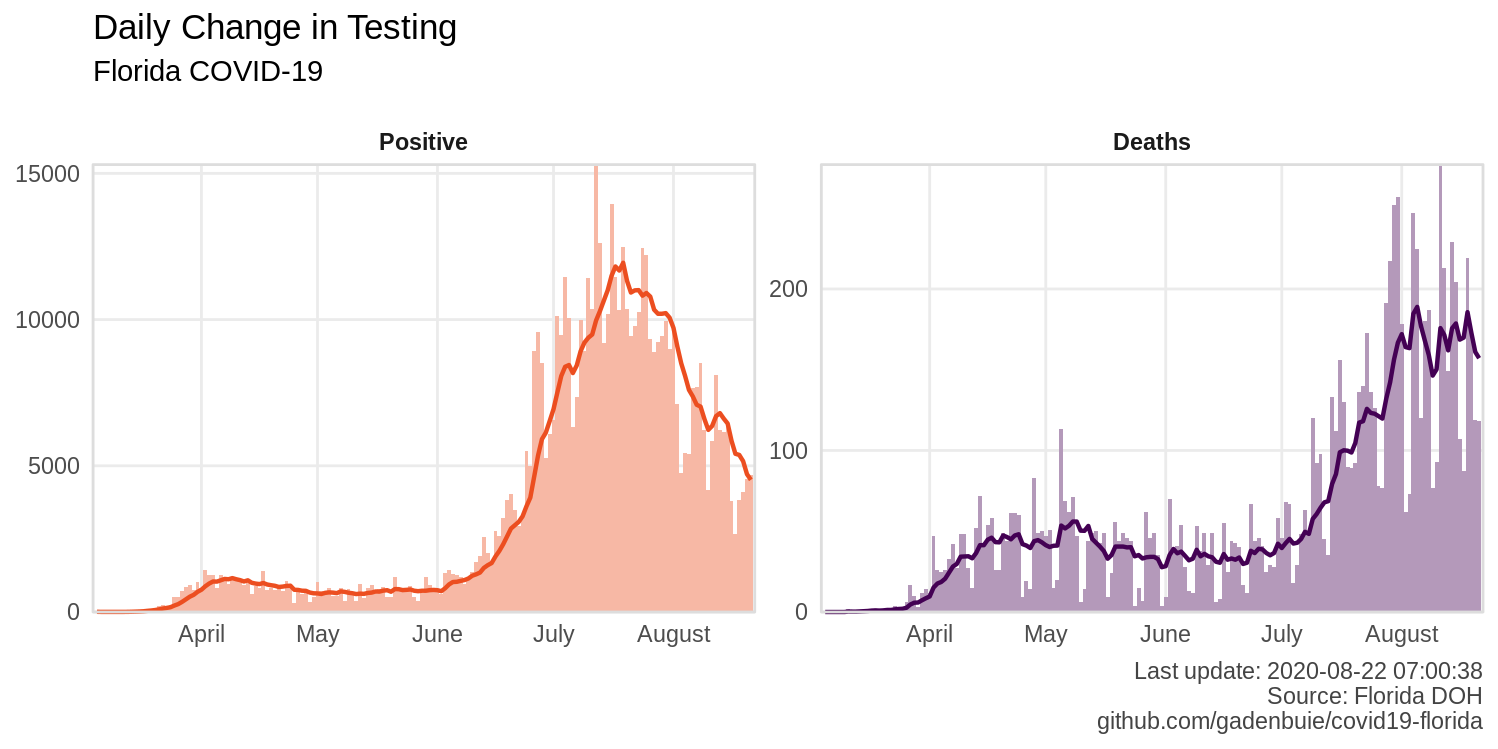 Daily Change in Testing
Florida COVID-19
Positive
15000
10000
5000
0
April May June July August
Deaths
200
100
0
April May June July August
Last update: 2020-08-22 07:00:38
Source: Florida DOH
github.com/gadenbuie/covid19-florida